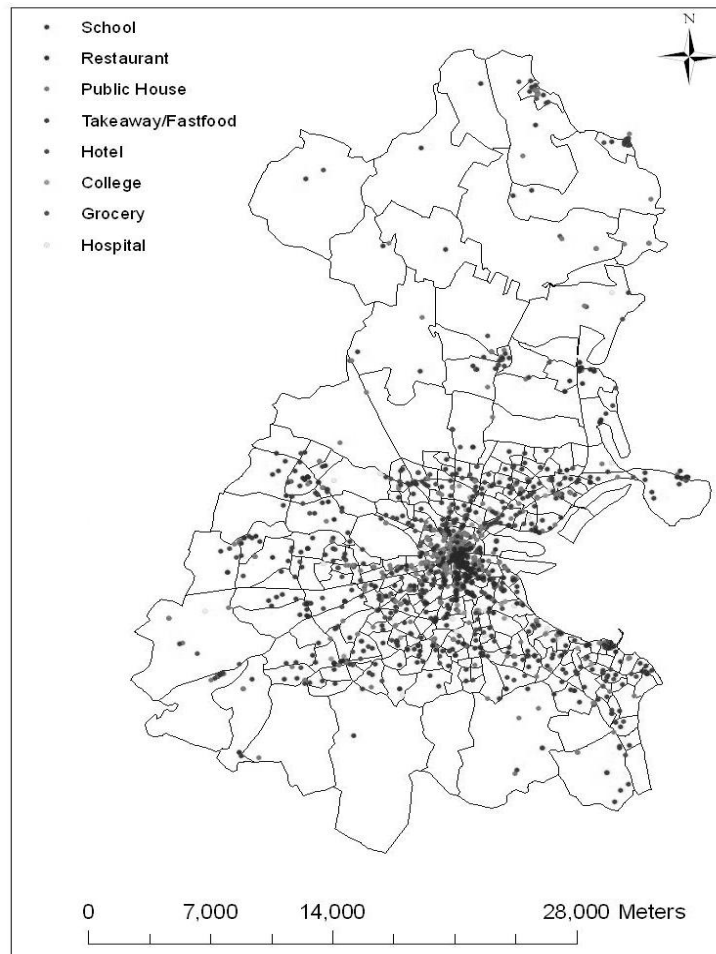 N
School
Restaurant
Public House
Takeaway/Fastfood
Hotel
College
Grocery
Hospital
0 7,000 14,000 28,000 Meters